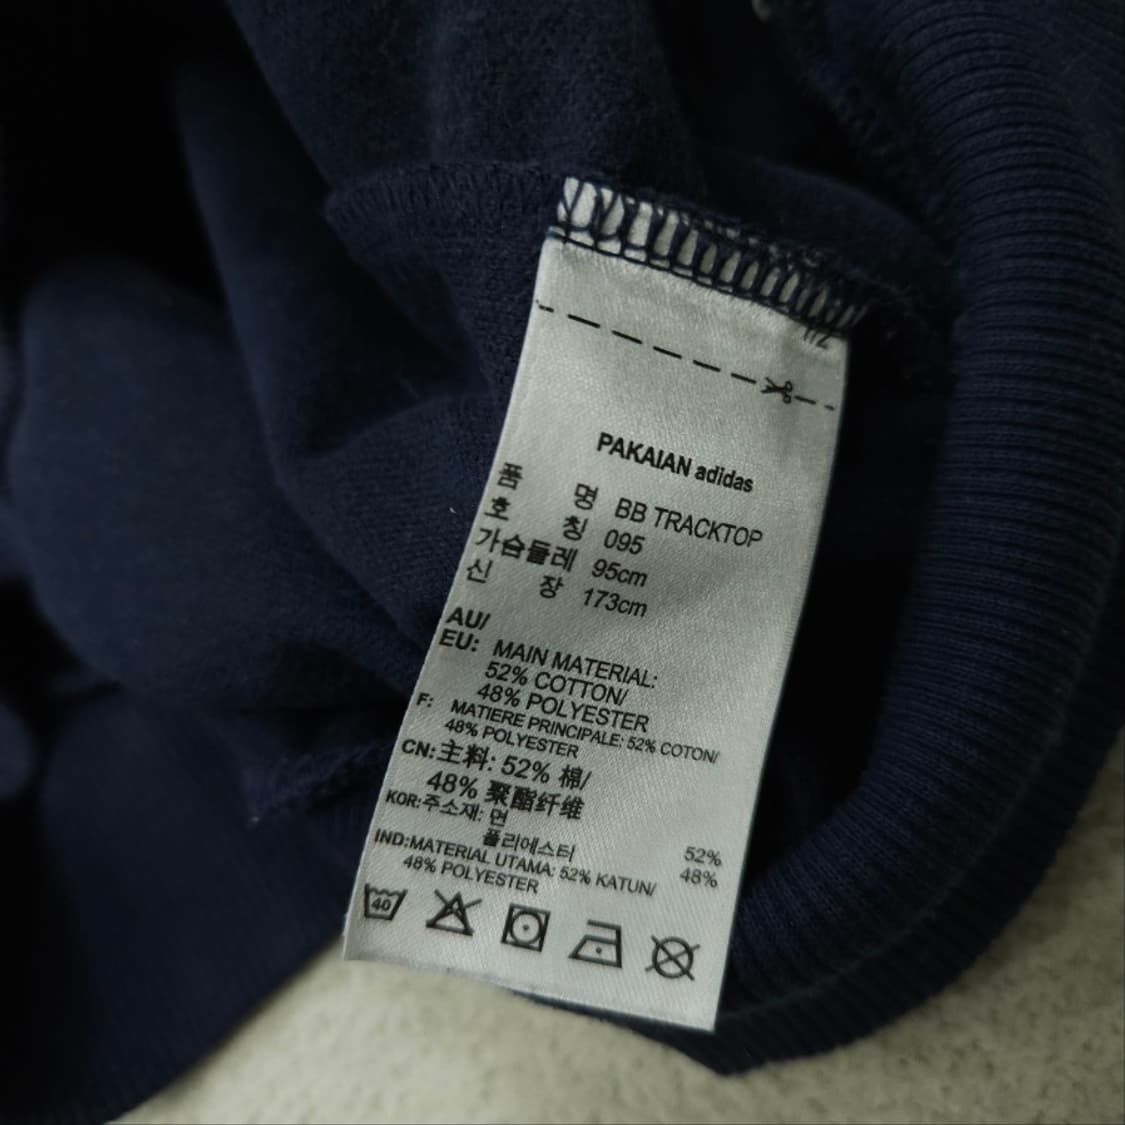 1/2
PAKAIAN adidas
품 명 BB TRACKTOP
호 칭 095
가슴둘레 95cm
신 장 173cm
AU/
EU: MAIN MATERIAL:
52% COTTON/
48% POLYESTER
F: MATIERE PRINCIPALE: 52% COTON/
48% POLYESTER
CN:主料: 52% 棉/
48% 聚酯纤维
KOR:주소재: 면 52%
폴리에스터 48%
IND:MATERIAL UTAMA: 52% KATUN/
48% POLYESTER
40